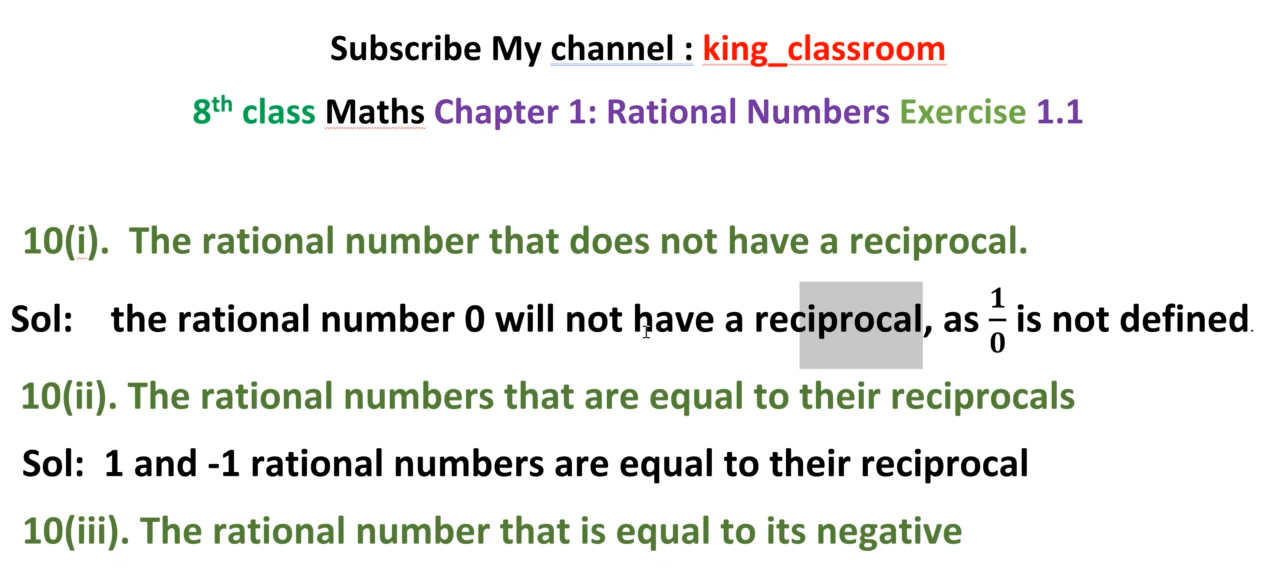 Subscribe My channel : king_classroom
8th class Maths Chapter 1: Rational Numbers Exercise 1.1
10(i). The rational number that does not have a reciprocal.
Sol: the rational number 0 will not have a reciprocal, as 1/0 is not defined.
10(ii). The rational numbers that are equal to their reciprocals
Sol: 1 and -1 rational numbers are equal to their reciprocal
10(iii). The rational number that is equal to its negative